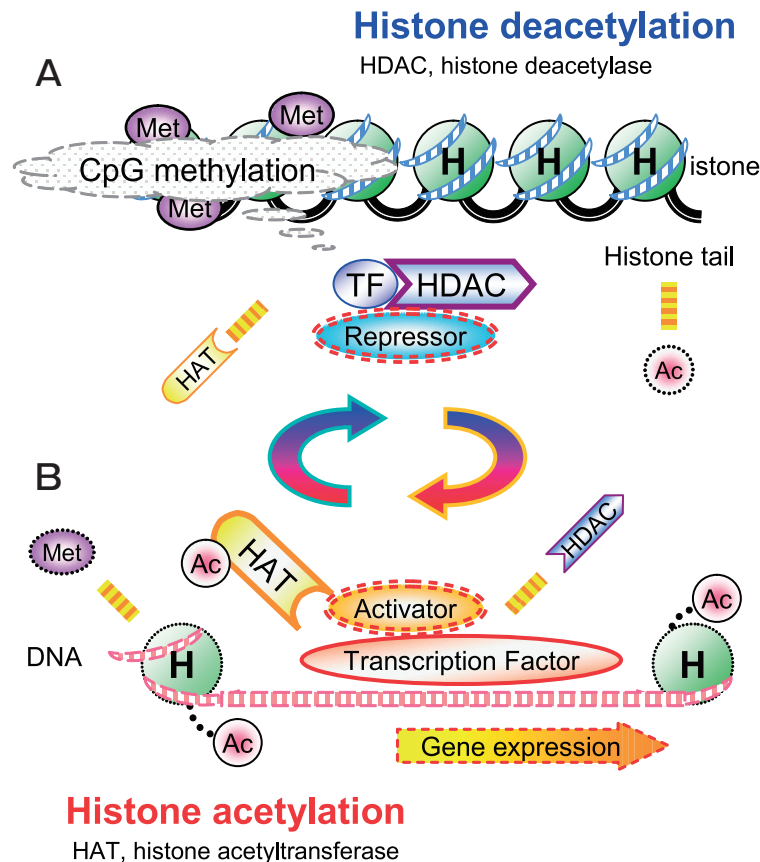 Histone deacetylation
A
HDAC, histone deacetylase
Met
Met
CpG methylation
H
H
H
istone
Met
Histone tail
TF
HDAC
Repressor
HAT
Ac
B
Met
Ac
HAT
HDAC
Ac
Activator
DNA
H
Transcription Factor
H
Ac
Gene expression
Histone acetylation
HAT, histone acetyltransferase